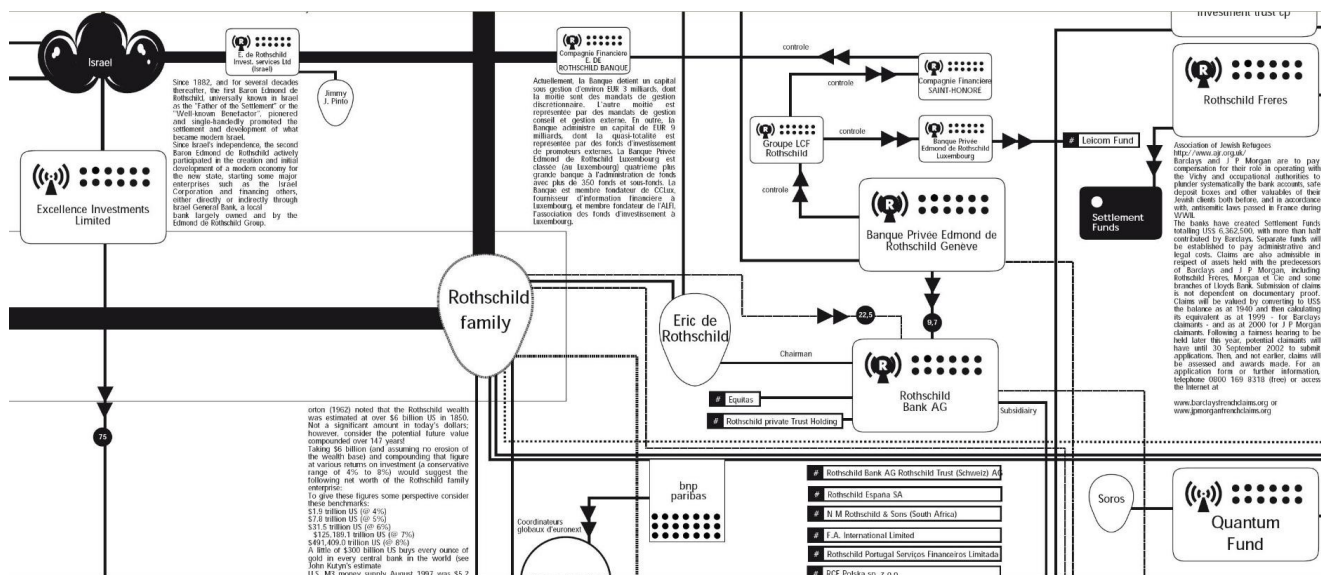 Investment trust cp
Israel
E. de Rothschild
Invest. services Ltd
(Israel)
Jimmy
J. Pinto
Since 1882, and for several decades
thereafter, the first Baron Edmond de
Rothschild, universally known in Israel
as the "Father of the Settlement" or the
"Well-known Benefactor", pionered
and single-handedly promoted the
settlement and development of what
became modern Israel.
Since Israel's independence, the second
Baron Edmond de Rothschild actively
participated in the creation and initial
development of a modern economy for
the new state, starting some major
enterprises such as the Israel
Corporation and financing others,
either directly or indirectly through
Israel General Bank, a local
bank largely owned and by the
Edmond de Rothschild Group.
Excellence Investments
Limited
75
Compagnie Financière
E. DE
ROTHSCHILD BANQUE
Actuellement, la Banque détient un capital
sous gestion d'environ EUR 3 milliards, dont
la moitié sont des mandats de gestion
discrétionnaire. L'autre moitié est
représentée par des mandats de gestion
conseil et gestion externe. En outre, la
Banque administre un capital de EUR 9
milliards, dont la quasi-totalité est
représentée par des fonds d'investissement
de promoteurs externes. La Banque Privée
Edmond de Rothschild Luxembourg est
classée (au Luxembourg) quatrième plus
grande banque à l'administration de fonds
avec plus de 350 fonds et sous-fonds. La
Banque est membre fondateur de CCLux,
fournisseur d'information financière à
Luxembourg, et membre fondateur de l'ALFI,
l'association des fonds d'investissement à
Luxembourg.
controle
controle
Compagnie Financière
SAINT-HONORÉ
Groupe LCF
Rothschild
controle
Banque Privée
Edmond de Rothschild
Luxembourg
# Leicom Fund
controle
R
Banque Privée Edmond de
Rothschild Genève
R
Rothschild Freres
Settlement
Funds
Association of Jewish Refugees
http://www.ajr.org.uk/
Barclays and J P Morgan are to pay
compensation for their role in operating with
the Vichy and occupational authorities to
plunder systematically the bank accounts, safe
deposit boxes and other valuables of their
Jewish clients both before, and in accordance
with, antisemitic laws passed in France during
WWII.
The banks have created Settlement Funds
totalling US$ 6,362,500, with more than half
contributed by Barclays. Separate funds will
be established to pay administrative and
legal costs. Claims are also admissible in
respect of assets held with the predecessors
of Barclays and J P Morgan, including
Rothschild Freres, Morgan et Cie and some
branches of Lloyds Bank. Submission of claims
is not dependent on documentary proof.
Claims will be valued by converting to US$
the balance as at 1940 and then calculating
its equivalent as at 1999 - for Barclays
claimants - and as at 2000 for J P Morgan
claimants. Following a fairness hearing to be
held later this year, potential claimants will
have until 30 September 2002 to submit
applications. Then, and not earlier, claims will
be assessed and awards made. For an
application form or further information,
telephone 0800 169 8318 (free) or access
the Internet at
www.barclaysfrenchclaims.org or
www.jpmorganfrenchclaims.org
Rothschild
family
Eric de
Rothschild
22,5
9,7
Chairman
R
Rothschild
Bank AG
# Equitas
# Rothschild private Trust Holding
Subsidiairy
orton (1962) noted that the Rothschild wealth
was estimated at over $6 billion US in 1850.
Not a significant amount in today's dollars;
however, consider the potential future value
compounded over 147 years!
Taking $6 billion (and assuming no erosion of
the wealth base) and compounding that figure
at various returns on investment (a conservative
range of 4% to 8%) would suggest the
following net worth of the Rothschild family
enterprise:
To give these figures some perspective consider
these benchmarks:
$1.9 trillion US (@ 4%)
$7.8 trillion US (@ 5%)
$31.5 trillion US (@ 6%)
$125,189.1 trillion US (@ 7%)
$491,409.0 trillion US (@ 8%)
A little of $300 billion US buys every ounce of
gold in every central bank in the world (see
John Kutyn's estimate
U.S. M3 money supply August 1997 was $5.2
bnp
paribas
Coordinateurs
globaux d'euronext
# Rothschild Bank AG Rothschild Trust (Schweiz) AG
# Rothschild España SA
# N M Rothschild & Sons (South Africa)
# F.A. International Limited
# Rothschild Portugal Serviços Financeiros Limitada
# RCF Polska sp. z o.o
Soros
Quantum
Fund